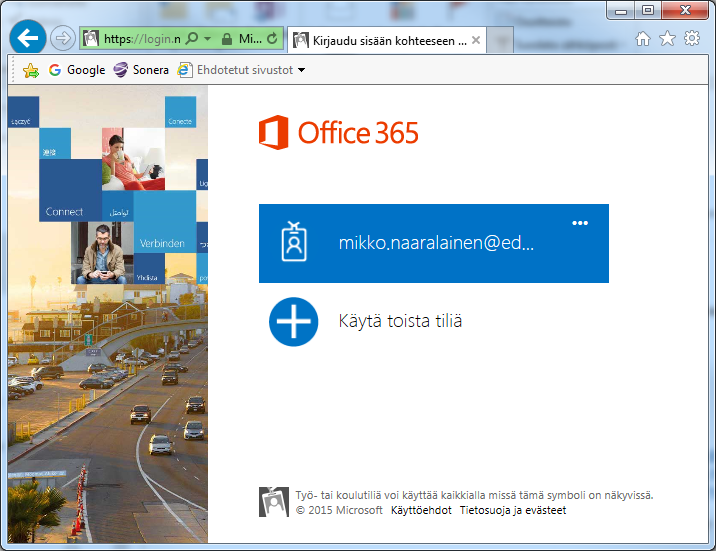 https://login.n
Mi...
Kirjaudu sisään kohteeseen ...
Google
Sonera
Ehdotetut sivustot
Conecte
連接
Connect
تواصل
Verbinden
Yhdistä
Office 365
mikko.naaralainen@ed...
Käytä toista tiliä
Työ- tai koulutiliä voi käyttää kaikkialla missä tämä symboli on näkyvissä.
© 2015 Microsoft Käyttöehdot Tietosuoja ja evästeet